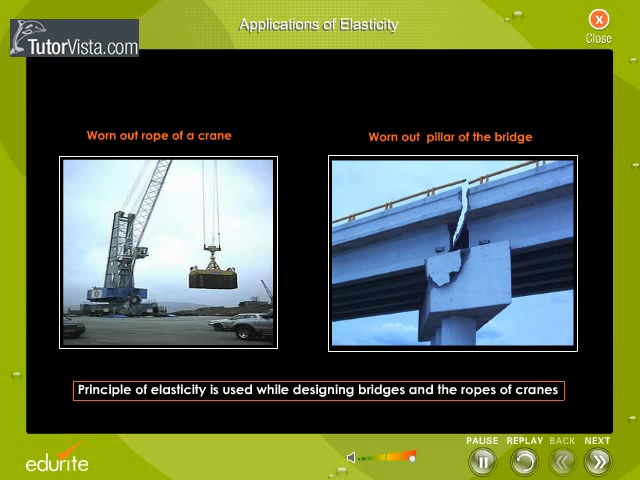 Applications of Elasticity
X
Close
TutorVista.com
Worn out rope of a crane
Worn out pillar of the bridge
Principle of elasticity is used while designing bridges and the ropes of cranes
PAUSE REPLAY BACK NEXT
edurite